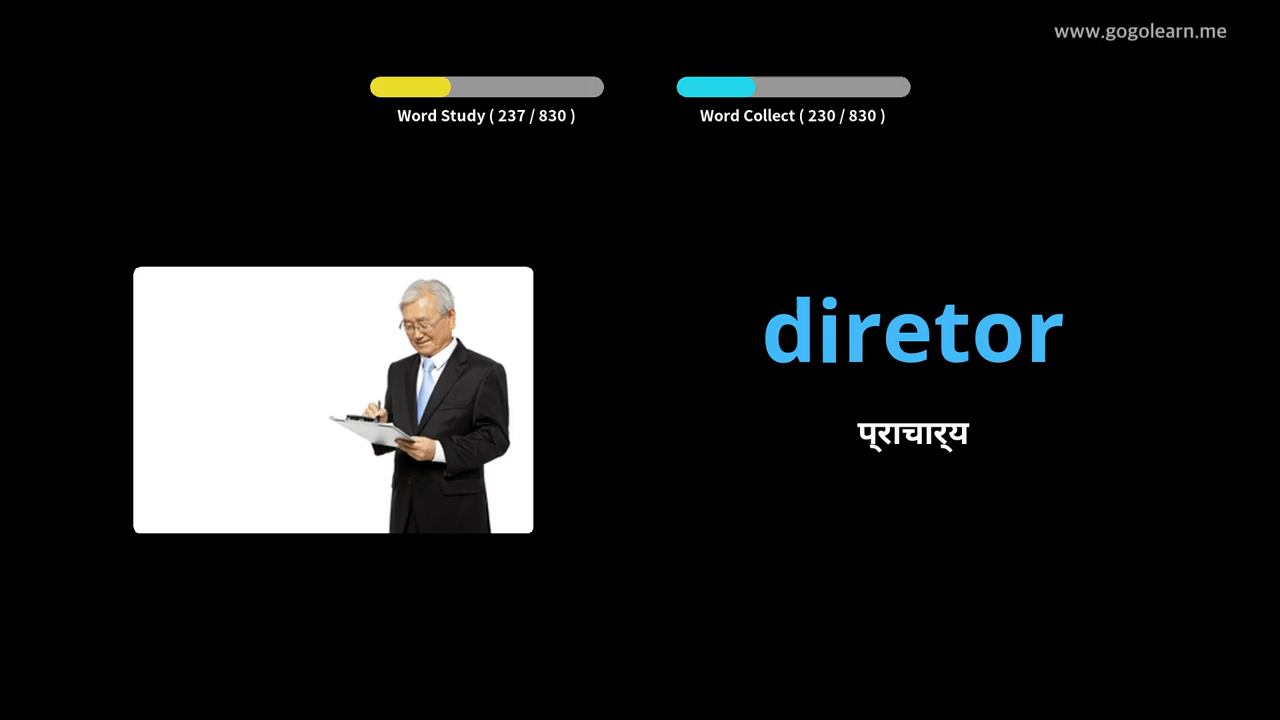 www.gogolearn.me
Word Study ( 237 / 830 )
Word Collect ( 230 / 830 )
diretor
प्राचार्य